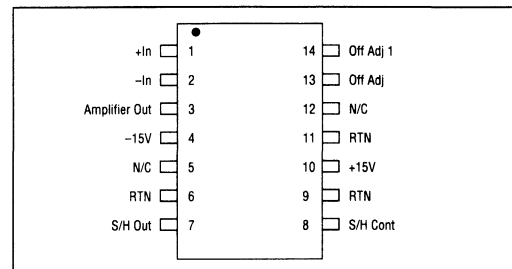 +In 1 14 Off Adj 1
–In 2 13 Off Adj
Amplifier Out 3 12 N/C
–15V 4 11 RTN
N/C 5 10 +15V
RTN 6 9 RTN
S/H Out 7 8 S/H Cont